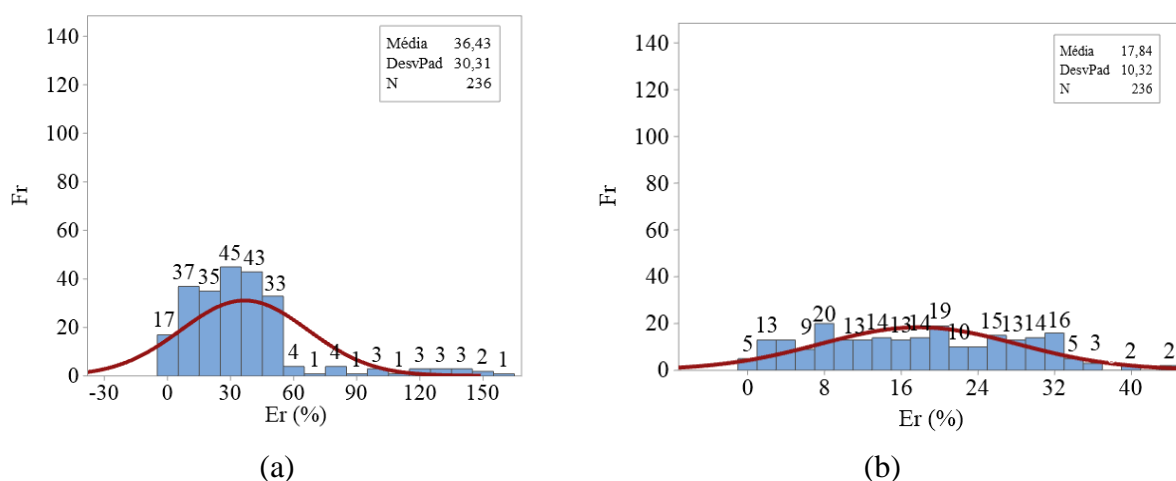 140
120
100
80
60
40
20
0
Fr
Média 36,43
DesvPad 30,31
N 236
17 37 35 45 43 33 4 1 4 1 3 1 3 3 3 2 1
-30 0 30 60 90 120 150
Er (%)
(a)
140
120
100
80
60
40
20
0
Fr
Média 17,84
DesvPad 10,32
N 236
5 13 9 20 13 14 13 14 19 10 15 13 14 16 5 3 2 2
0 8 16 24 32 40
Er (%)
(b)